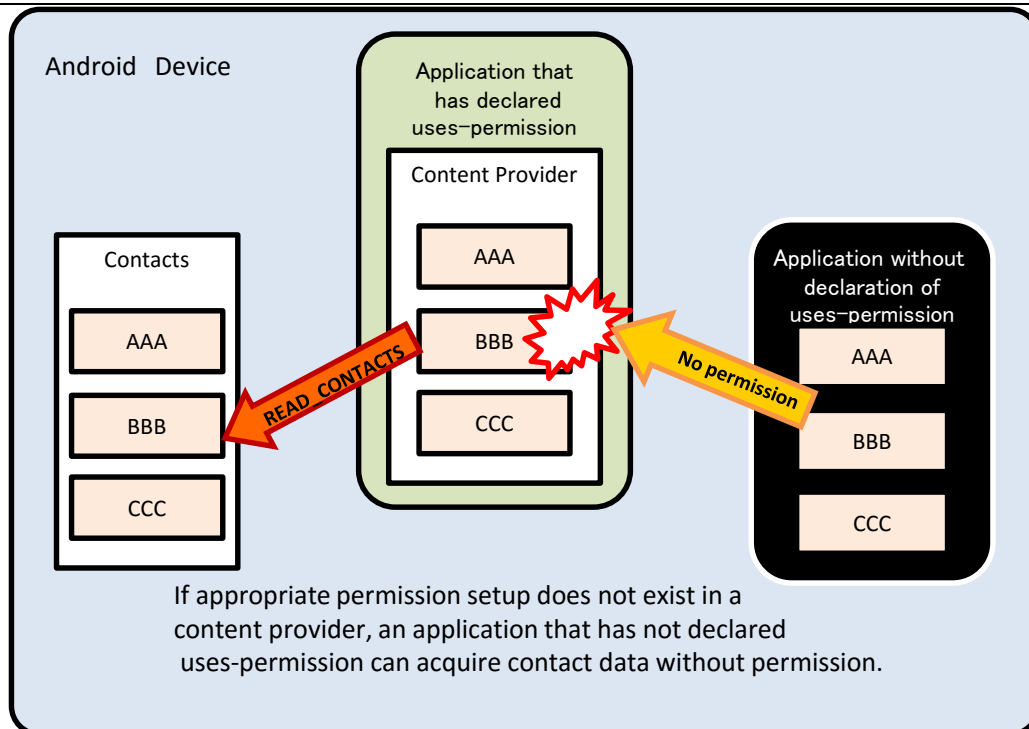 Android Device
Application that
has declared
uses-permission
Content Provider
AAA
BBB
CCC
Contacts
AAA
BBB
CCC
READ_CONTACTS
No permission
Application without
declaration of
uses-permission
AAA
BBB
CCC
If appropriate permission setup does not exist in a
content provider, an application that has not declared
uses-permission can acquire contact data without permission.